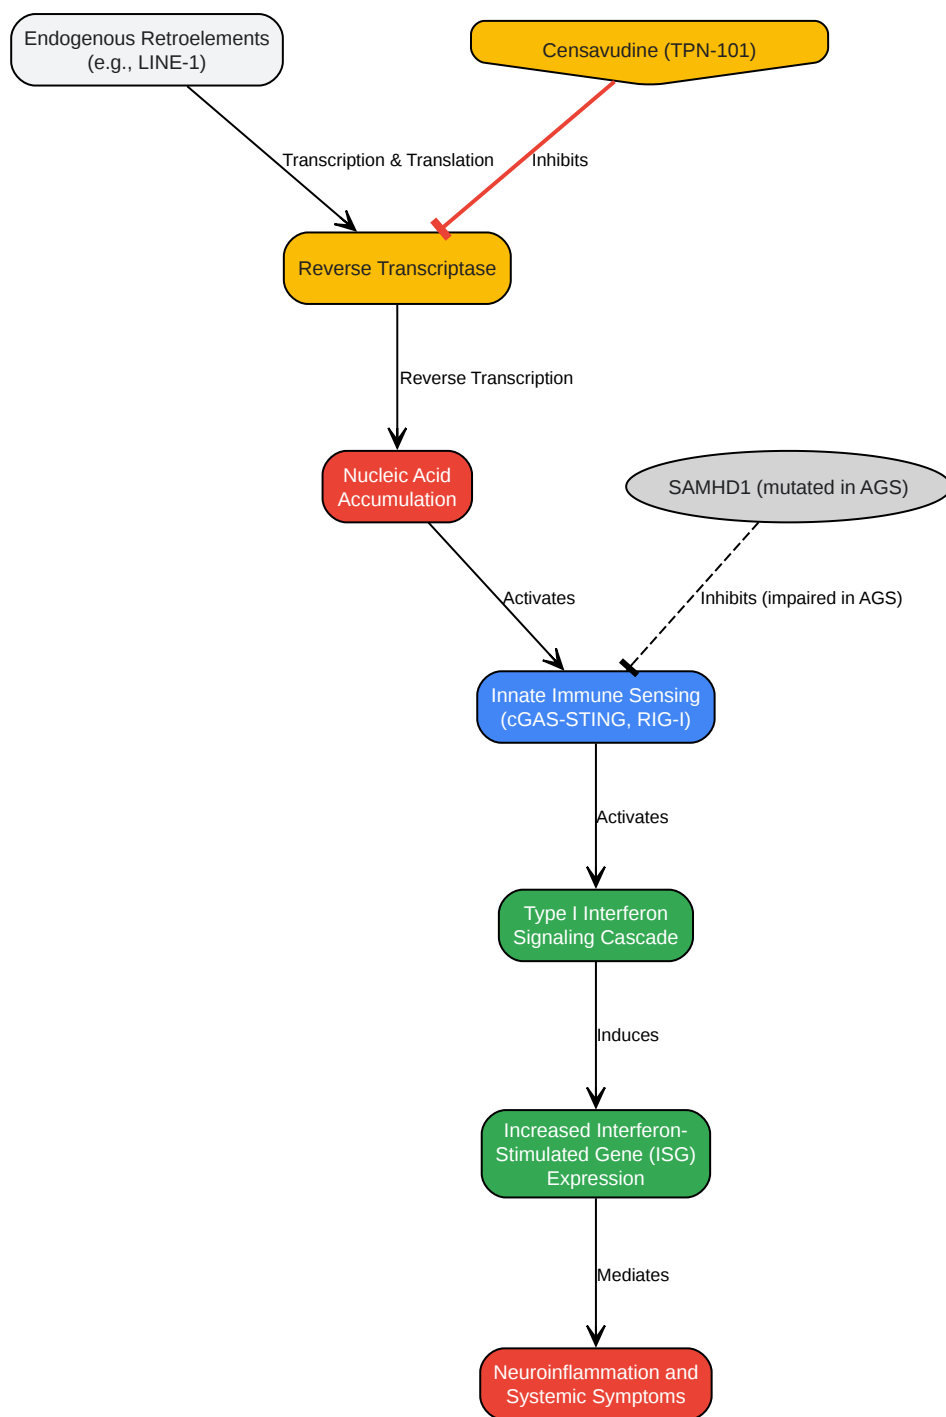 Endogenous Retroelements
(e.g., LINE-1)
Censavudine (TPN-101)
Transcription & Translation
Inhibits
Reverse Transcriptase
Reverse Transcription
Nucleic Acid
Accumulation
SAMHD1 (mutated in AGS)
Activates
Inhibits (impaired in AGS)
Innate Immune Sensing
(cGAS-STING, RIG-I)
Activates
Type I Interferon
Signaling Cascade
Induces
Increased Interferon-
Stimulated Gene (ISG)
Expression
Mediates
Neuroinflammation and
Systemic Symptoms